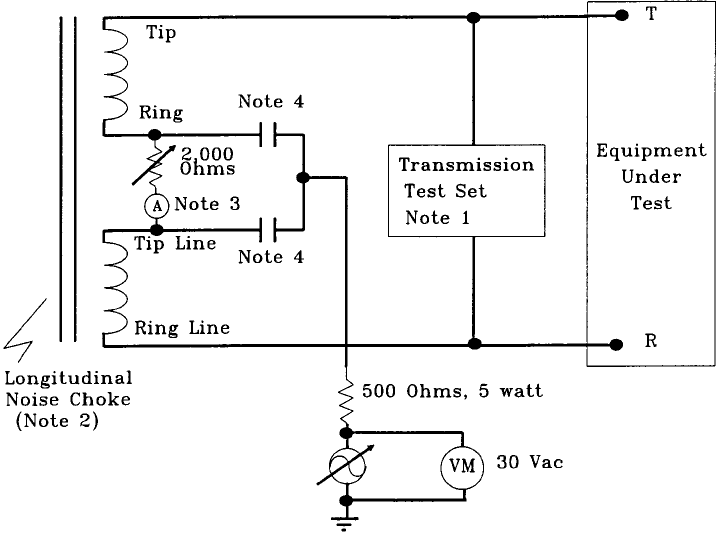 Tip
T
Note 4
Ring
2,000
Ohms
Transmission
Test Set
Note 1
Equipment
Under
Test
A
Note 3
Tip Line
Note 4
Ring Line
R
Longitudinal
Noise Choke
(Note 2)
500 Ohms, 5 watt
VM
30 Vac